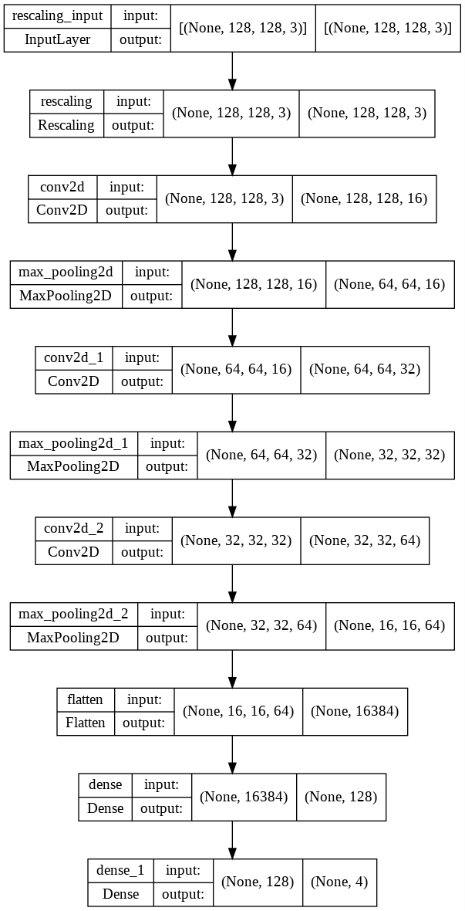 rescaling_input input: [(None, 128, 128, 3)] [(None, 128, 128, 3)]
InputLayer output:
rescaling input: (None, 128, 128, 3) (None, 128, 128, 3)
Rescaling output:
conv2d input: (None, 128, 128, 3) (None, 128, 128, 16)
Conv2D output:
max_pooling2d input: (None, 128, 128, 16) (None, 64, 64, 16)
MaxPooling2D output:
conv2d_1 input: (None, 64, 64, 16) (None, 64, 64, 32)
Conv2D output:
max_pooling2d_1 input: (None, 64, 64, 32) (None, 32, 32, 32)
MaxPooling2D output:
conv2d_2 input: (None, 32, 32, 32) (None, 32, 32, 64)
Conv2D output:
max_pooling2d_2 input: (None, 32, 32, 64) (None, 16, 16, 64)
MaxPooling2D output:
flatten input: (None, 16, 16, 64) (None, 16384)
Flatten output:
dense input: (None, 16384) (None, 128)
Dense output:
dense_1 input: (None, 128) (None, 4)
Dense output: